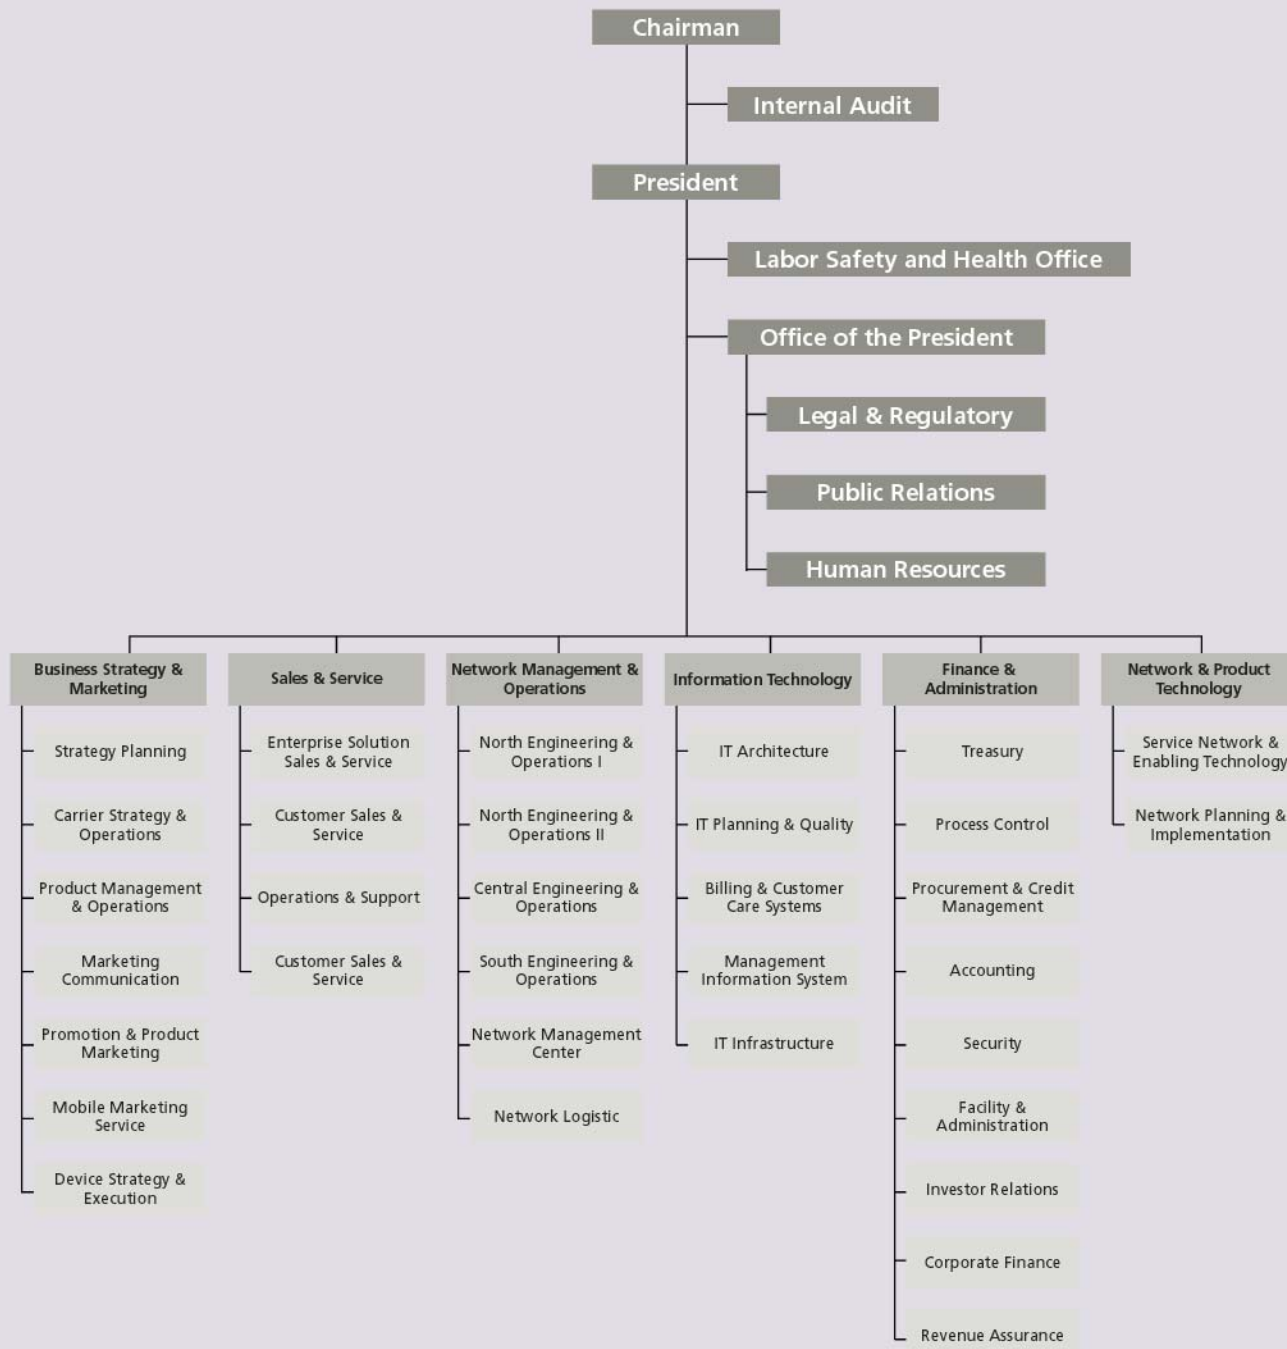 Chairman
Internal Audit
President
Labor Safety and Health Office
Office of the President
Legal & Regulatory
Public Relations
Human Resources
Business Strategy &
Marketing
Strategy Planning
Carrier Strategy &
Operations
Product Management
& Operations
Marketing
Communication
Promotion & Product
Marketing
Mobile Marketing
Service
Device Strategy &
Execution
Sales & Service
Enterprise Solution
Sales & Service
Customer Sales &
Service
Operations & Support
Customer Sales &
Service
Network Management &
Operations
North Engineering &
Operations I
North Engineering &
Operations II
Central Engineering &
Operations
South Engineering &
Operations
Network Management
Center
Network Logistic
Information Technology
IT Architecture
IT Planning & Quality
Billing & Customer
Care Systems
Management
Information System
IT Infrastructure
Finance &
Administration
Treasury
Process Control
Procurement & Credit
Management
Accounting
Security
Facility &
Administration
Investor Relations
Corporate Finance
Revenue Assurance
Network & Product
Technology
Service Network &
Enabling Technology
Network Planning &
Implementation